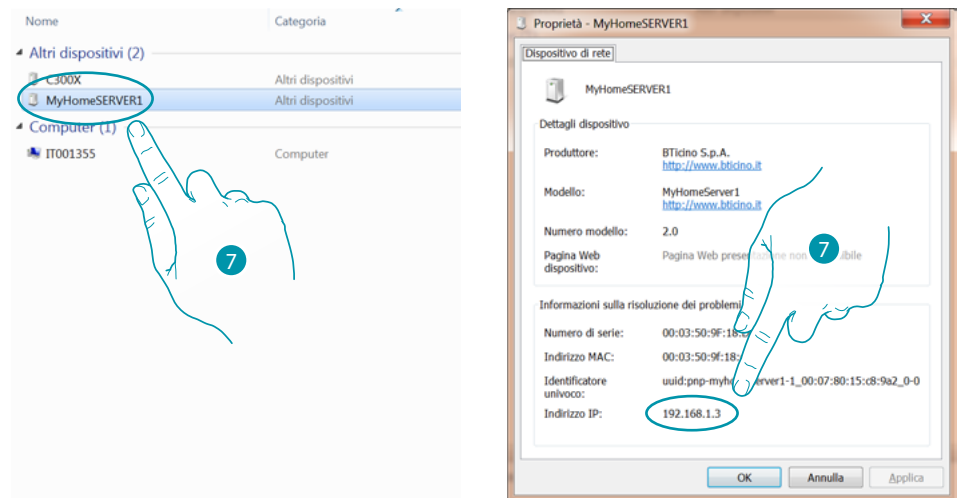 Nome Categoria
Altri dispositivi (2)
C300X Altri dispositivi
MyHomeSERVER1 Altri dispositivi
Computer (1)
IT001355 Computer
7
Proprietà - MyHomeSERVER1
Dispositivo di rete
MyHomeSERVER1
Dettagli dispositivo
Produttore: BTicino S.p.A.
http://www.bticino.it
Modello: MyHomeServer1
http://www.bticino.it
Numero modello: 2.0
Pagina Web dispositivo: Pagina Web presentazione non
7
Informazioni sulla risoluzione dei problemi
Numero di serie: 00:03:50:9F:18:
Indirizzo MAC: 00:03:50:9f:18:
Identificatore univoco: uuid:pnp-myho erver1-1_00:07:80:15:c8:9a2_0-0
Indirizzo IP: 192.168.1.3
OK Annulla Applica